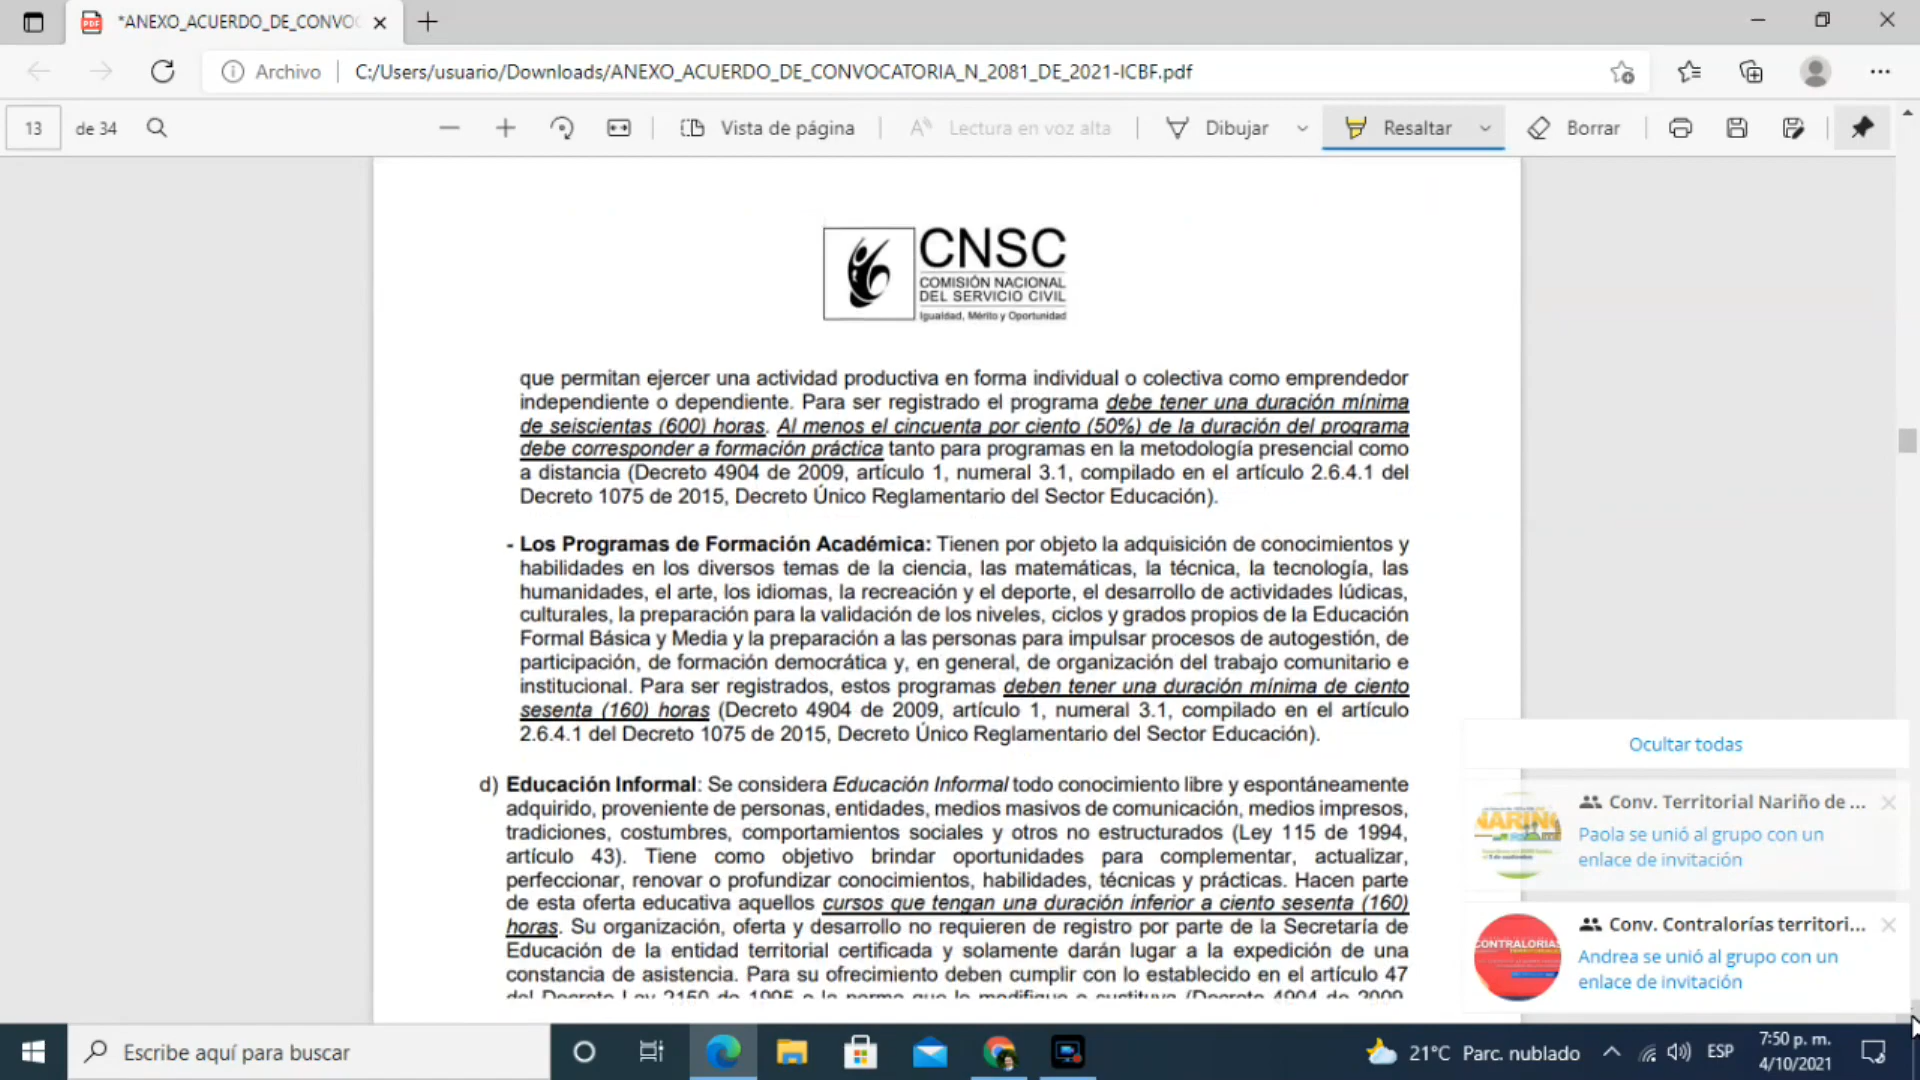 *ANEXO_ACUERDO_DE_CONVO
Archivo
C:/Users/usuario/Downloads/ANEXO_ACUERDO_DE_CONVOCATORIA_N_2081_DE_2021-ICBF.pdf
13 de 34
Vista de página
Lectura en voz alta
Dibujar
Resaltar
Borrar
CNSC
COMISIÓN NACIONAL
DEL SERVICIO CIVIL
Igualdad, Mérito y Oportunidad
que permitan ejercer una actividad productiva en forma individual o colectiva como emprendedor
independiente o dependiente. Para ser registrado el programa debe tener una duración mínima
de seiscientas (600) horas. Al menos el cincuenta por ciento (50%) de la duración del programa
debe corresponder a formación práctica tanto para programas en la metodología presencial como
a distancia (Decreto 4904 de 2009, artículo 1, numeral 3.1, compilado en el artículo 2.6.4.1 del
Decreto 1075 de 2015, Decreto Único Reglamentario del Sector Educación).
- Los Programas de Formación Académica: Tienen por objeto la adquisición de conocimientos y
habilidades en los diversos temas de la ciencia, las matemáticas, la técnica, la tecnología, las
humanidades, el arte, los idiomas, la recreación y el deporte, el desarrollo de actividades lúdicas,
culturales, la preparación para la validación de los niveles, ciclos y grados propios de la Educación
Formal Básica y Media y la preparación a las personas para impulsar procesos de autogestión, de
participación, de formación democrática y, en general, de organización del trabajo comunitario e
institucional. Para ser registrados, estos programas deben tener una duración mínima de ciento
sesenta (160) horas (Decreto 4904 de 2009, artículo 1, numeral 3.1, compilado en el artículo
2.6.4.1 del Decreto 1075 de 2015, Decreto Único Reglamentario del Sector Educación).
d) Educación Informal: Se considera Educación Informal todo conocimiento libre y espontáneamente
adquirido, proveniente de personas, entidades, medios masivos de comunicación, medios impresos,
tradiciones, costumbres, comportamientos sociales y otros no estructurados (Ley 115 de 1994,
artículo 43). Tiene como objetivo brindar oportunidades para complementar, actualizar,
perfeccionar, renovar o profundizar conocimientos, habilidades, técnicas y prácticas. Hacen parte
de esta oferta educativa aquellos cursos que tengan una duración inferior a ciento sesenta (160)
horas. Su organización, oferta y desarrollo no requieren de registro por parte de la Secretaría de
Educación de la entidad territorial certificada y solamente darán lugar a la expedición de una
constancia de asistencia. Para su ofrecimiento deben cumplir con lo establecido en el artículo 47
del Decreto Ley 2150 de 1995 o la norma que lo modifique o sustituya (Decreto 4904 de 2009,
Ocultar todas
NARIÑO
Conv. Territorial Nariño de ...
Paola se unió al grupo con un
enlace de invitación
CONTRALORIAS
Conv. Contralorías territori...
Andrea se unió al grupo con un
enlace de invitación
Escribe aquí para buscar
21°C Parc. nublado
ESP
7:50 p. m.
4/10/2021